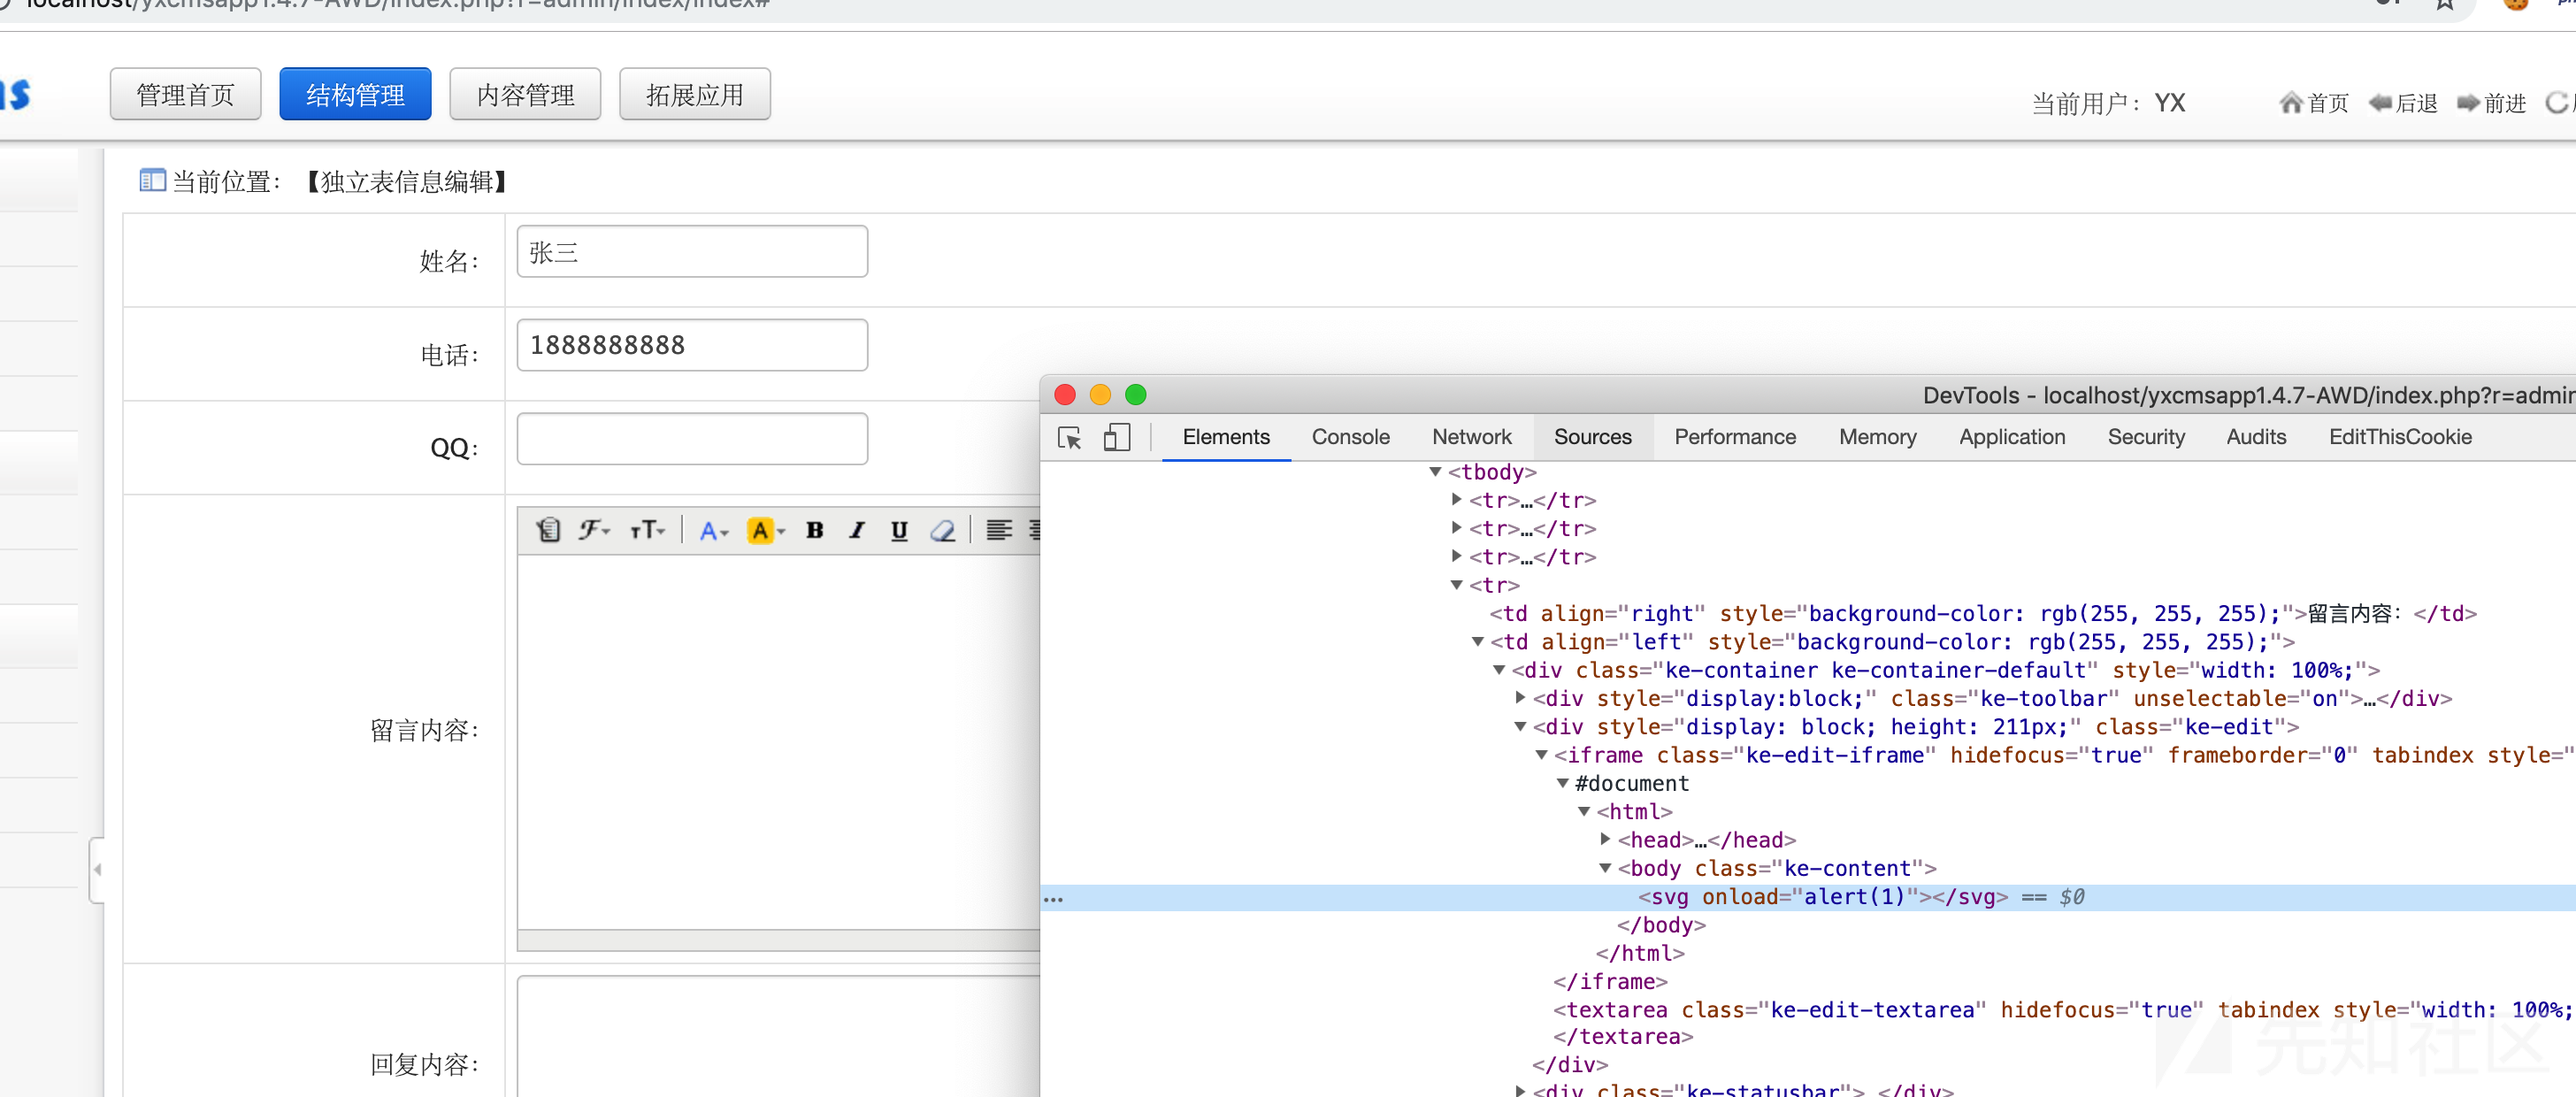 localhost/yxcmsapp1.4.7-AWD/index.php?r=admin/index/index#
ms
管理首页
结构管理
内容管理
拓展应用
当前用户：YX
首页
后退
前进
当前位置：【独立表信息编辑】
姓名：
张三
电话：
1888888888
QQ：
留言内容：
回复内容：
DevTools - localhost/yxcmsapp1.4.7-AWD/index.php?r=admin
Elements Console Network Sources Performance Memory Application Security Audits EditThisCookie
<tbody>
<tr>…</tr>
<tr>…</tr>
<tr>…</tr>
<tr>
<td align="right" style="background-color: rgb(255, 255, 255);">留言内容：</td>
<td align="left" style="background-color: rgb(255, 255, 255);">
<div class="ke-container ke-container-default" style="width: 100%;">
<div style="display:block;" class="ke-toolbar" unselectable="on">…</div>
<div style="display: block; height: 211px;" class="ke-edit">
<iframe class="ke-edit-iframe" hidefocus="true" frameborder="0" tabindex style="
#document
<html>
<head>…</head>
<body class="ke-content">
… <svg onload="alert(1)"></svg> == $0
</body>
</html>
</iframe>
<textarea class="ke-edit-textarea" hidefocus="true" tabindex style="width: 100%;
</textarea>
</div>
<div class="ke-statusbar"> </div>
先知社区